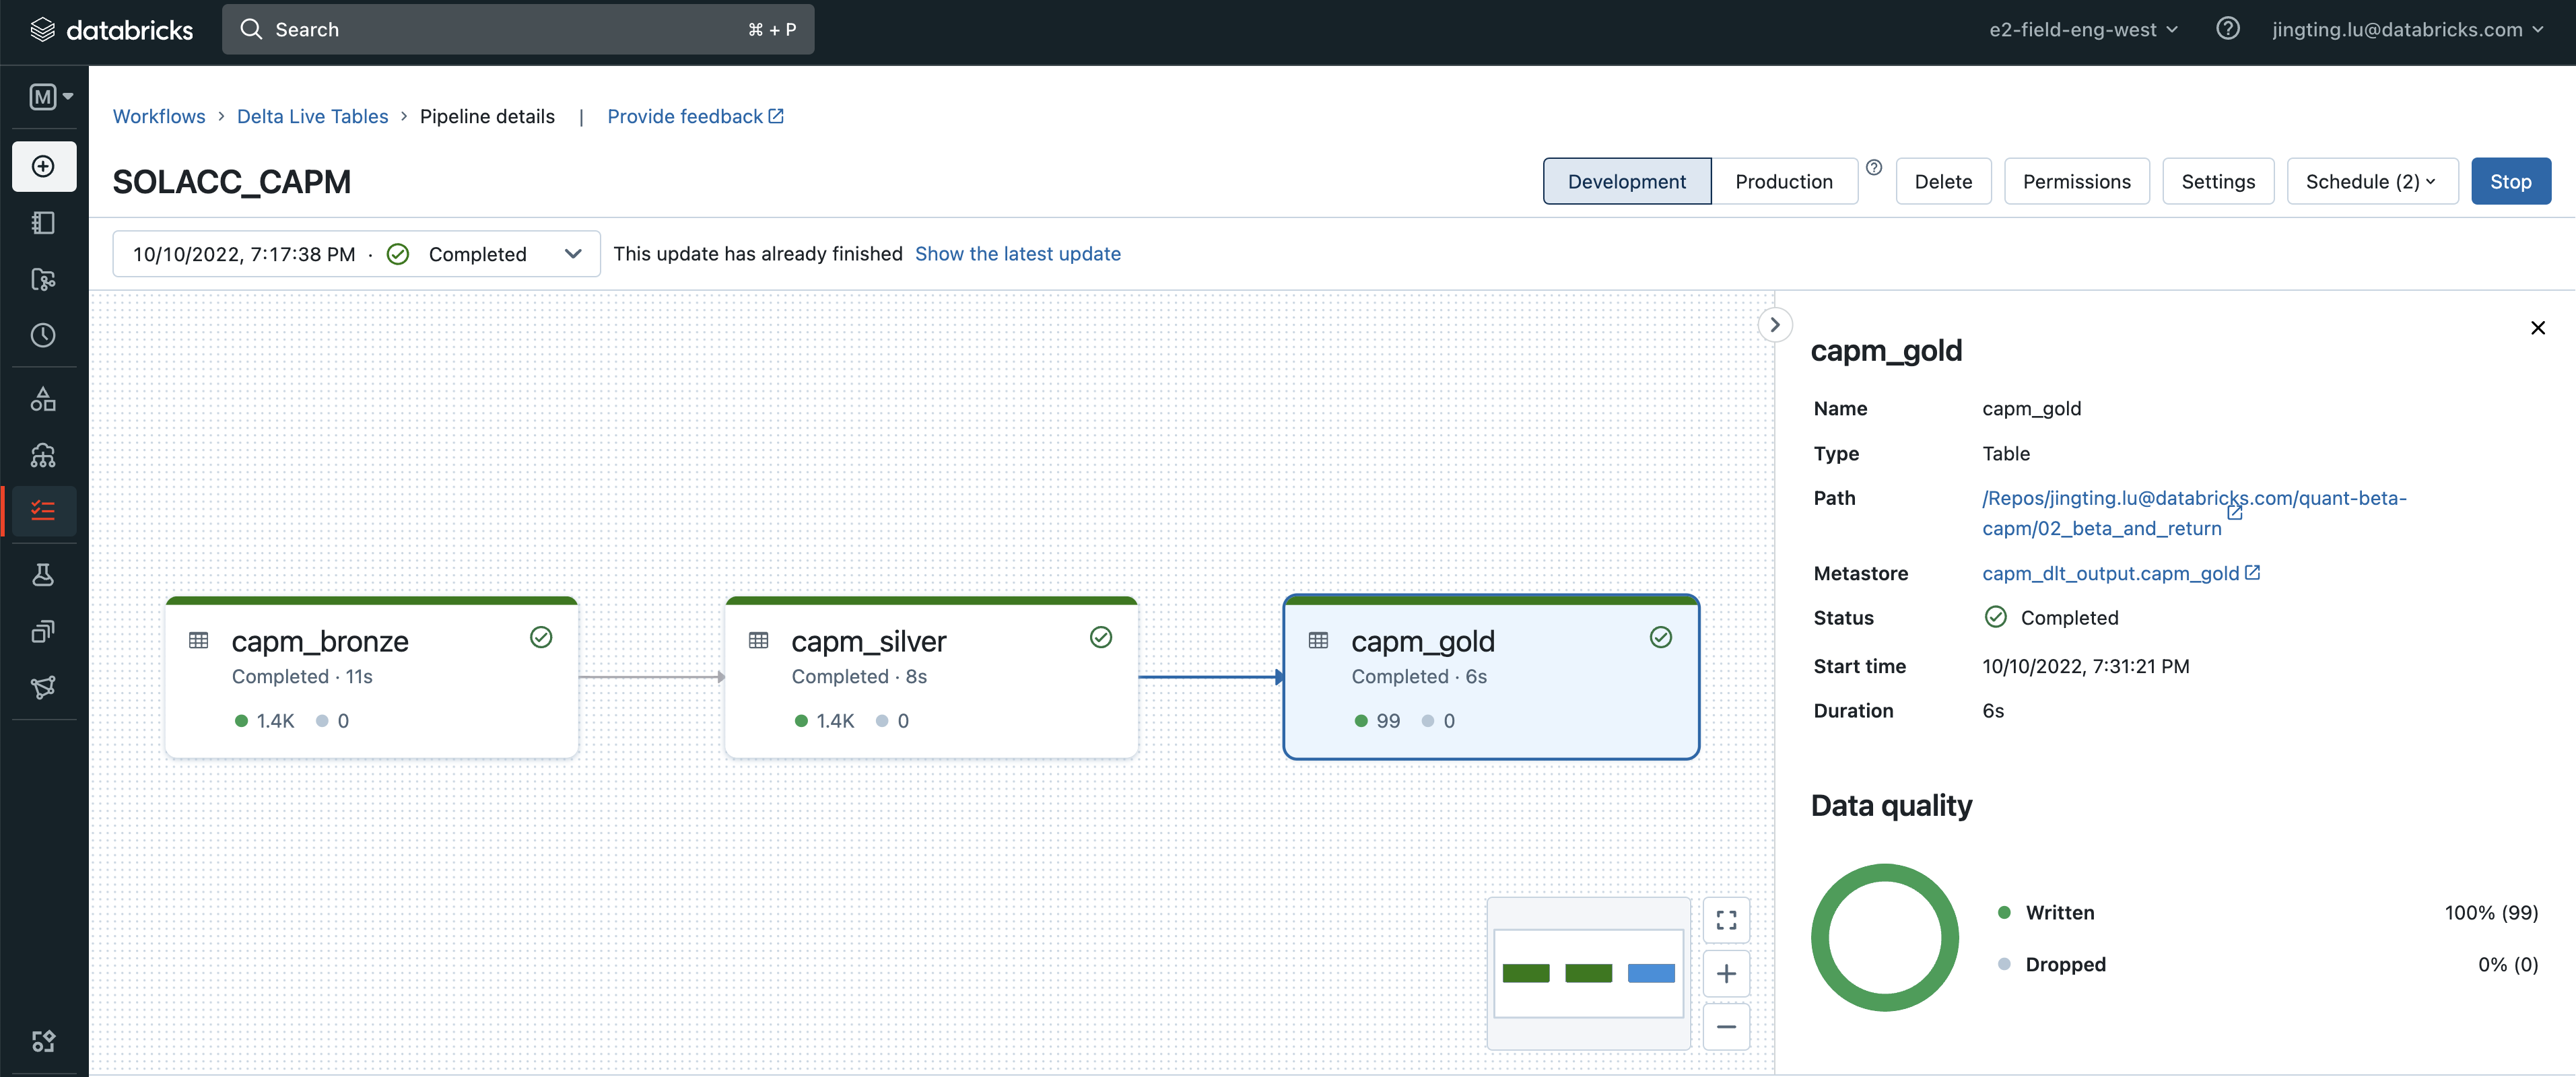 databricks
Search
⌘ + P
e2-field-eng-west
jingting.lu@databricks.com
M
Workflows > Delta Live Tables > Pipeline details | Provide feedback
SOLACC_CAPM
Development
Production
Delete
Permissions
Settings
Schedule (2)
Stop
10/10/2022, 7:17:38 PM · Completed
This update has already finished Show the latest update
capm_bronze
Completed · 11s
1.4K 0
capm_silver
Completed · 8s
1.4K 0
capm_gold
Completed · 6s
99 0
capm_gold
Name capm_gold
Type Table
Path /Repos/jingting.lu@databricks.com/quant-beta-
capm/02_beta_and_return
Metastore capm_dlt_output.capm_gold
Status Completed
Start time 10/10/2022, 7:31:21 PM
Duration 6s
Data quality
Written 100% (99)
Dropped 0% (0)